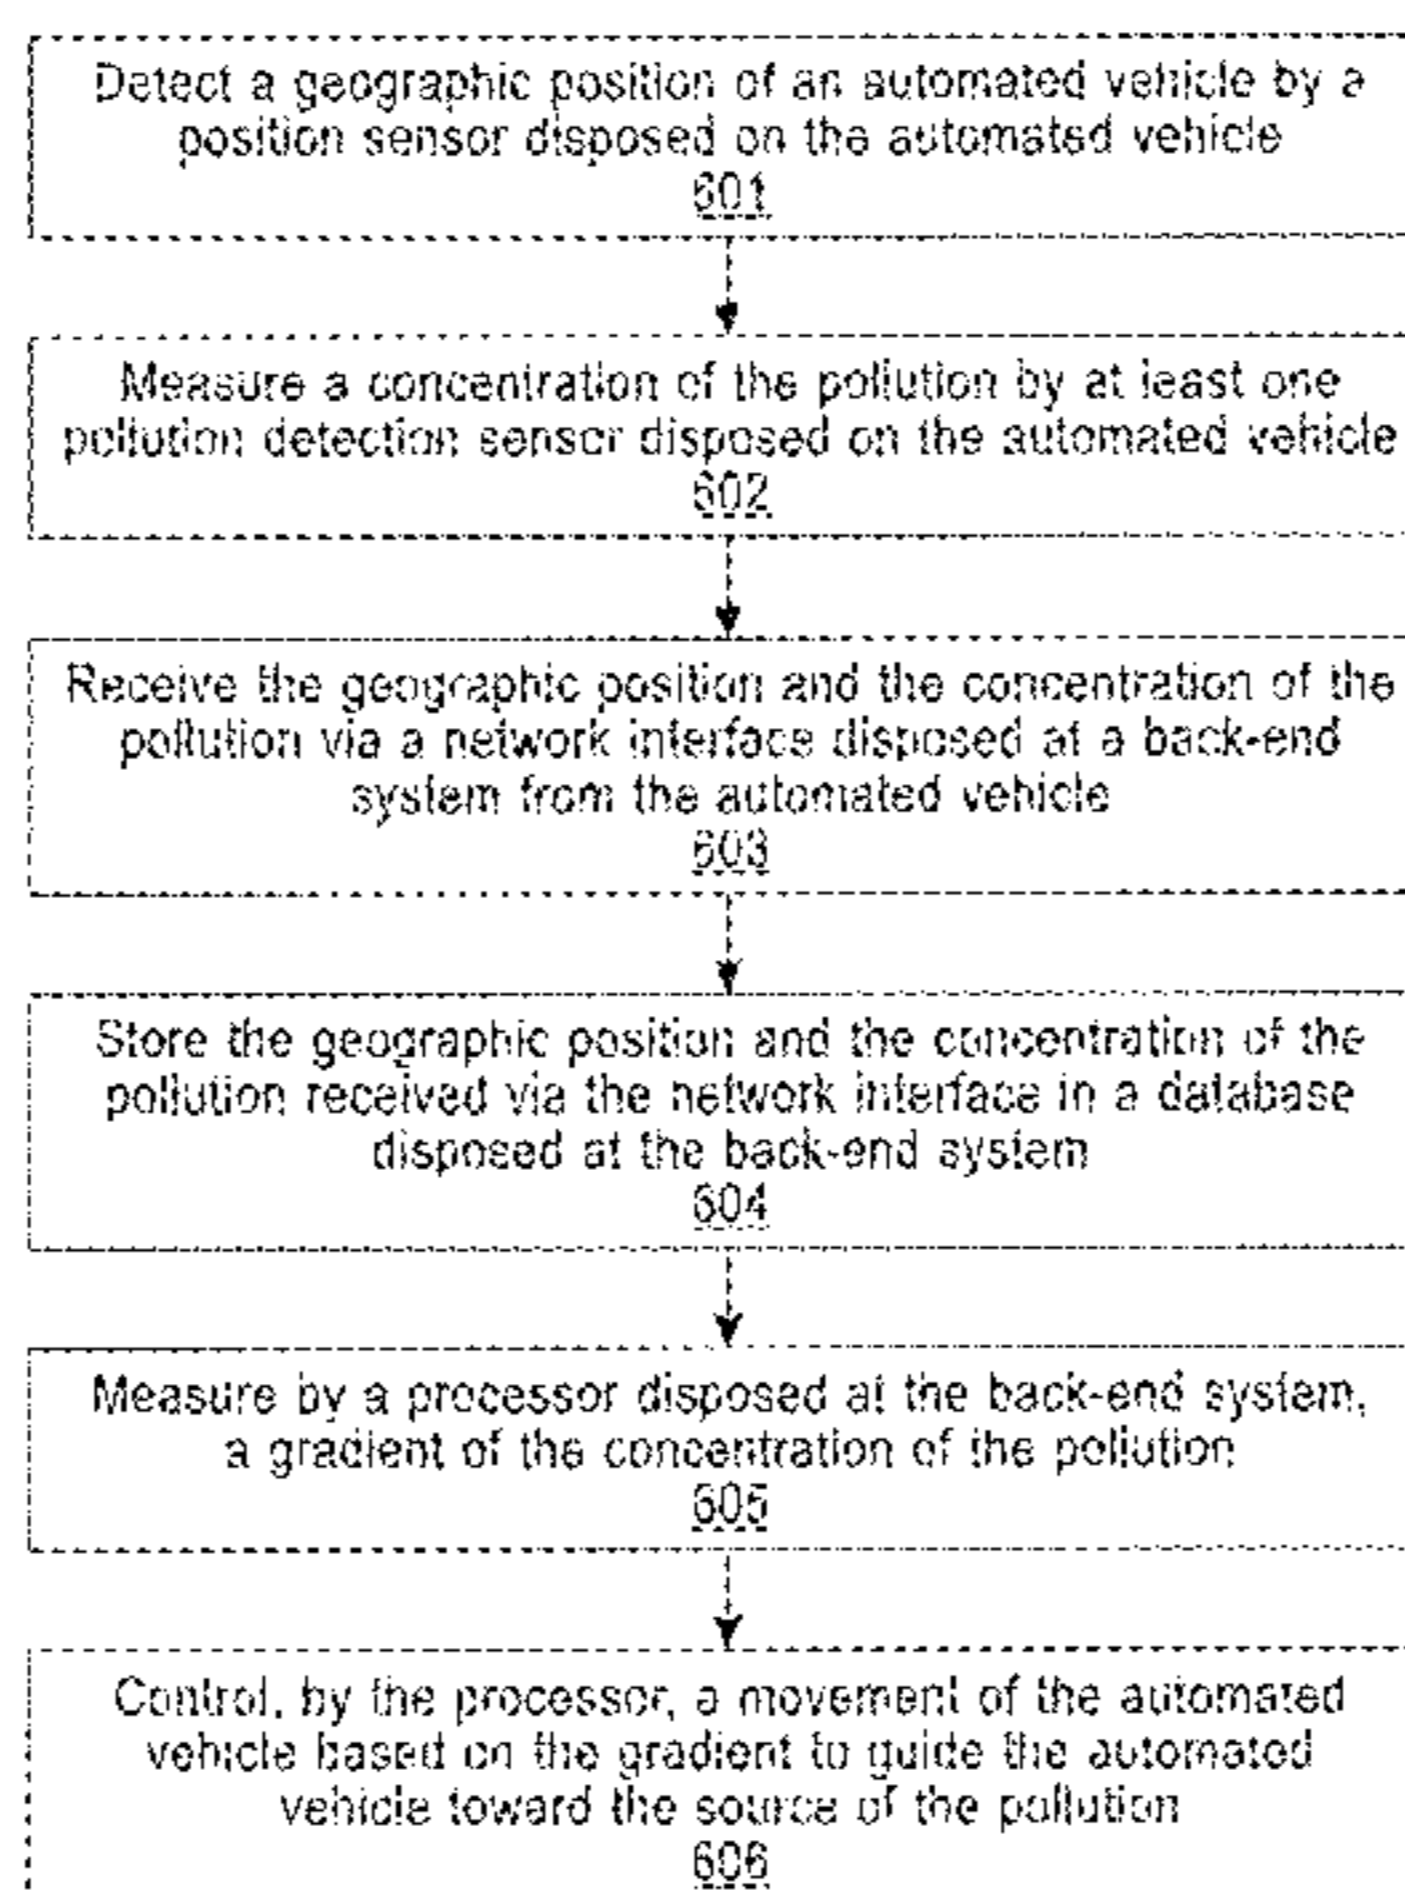 Detect a geographic position of an automated vehicle by a
position sensor disposed on the automated vehicle
601
Measure a concentration of the pollution by at least one
pollution detection sensor disposed on the automated vehicle
602
Receive the geographic position and the concentration of the
pollution via a network interface disposed at a back-end
system from the automated vehicle
603
Store the geographic position and the concentration of the
pollution received via the network interface in a database
disposed at the back-end system
604
Measure by a processor disposed at the back-end system,
a gradient of the concentration of the pollution
605
Control, by the processor, a movement of the automated
vehicle based on the gradient to guide the automated
vehicle toward the source of the pollution
606